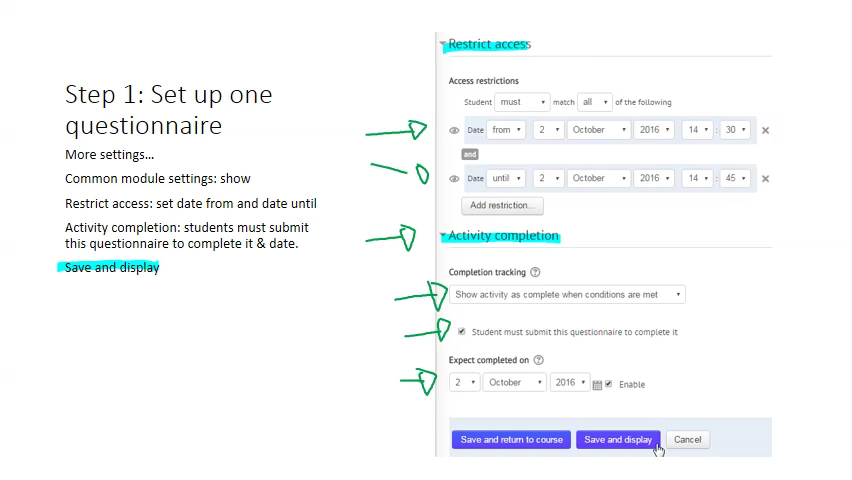 Step 1: Set up one
questionnaire
More settings...
Common module settings: show
Restrict access: set date from and date until
Activity completion: students must submit
this questionnaire to complete it & date.
Save and display
Restrict access
Access restrictions
Student must match all of the following
Date from 2 October 2016 14 : 30
and
Date until 2 October 2016 14 : 45
Add restriction...
Activity completion
Completion tracking
Show activity as complete when conditions are met
Student must submit this questionnaire to complete it
Expect completed on
2 October 2016 Enable
Save and return to course Save and display Cancel